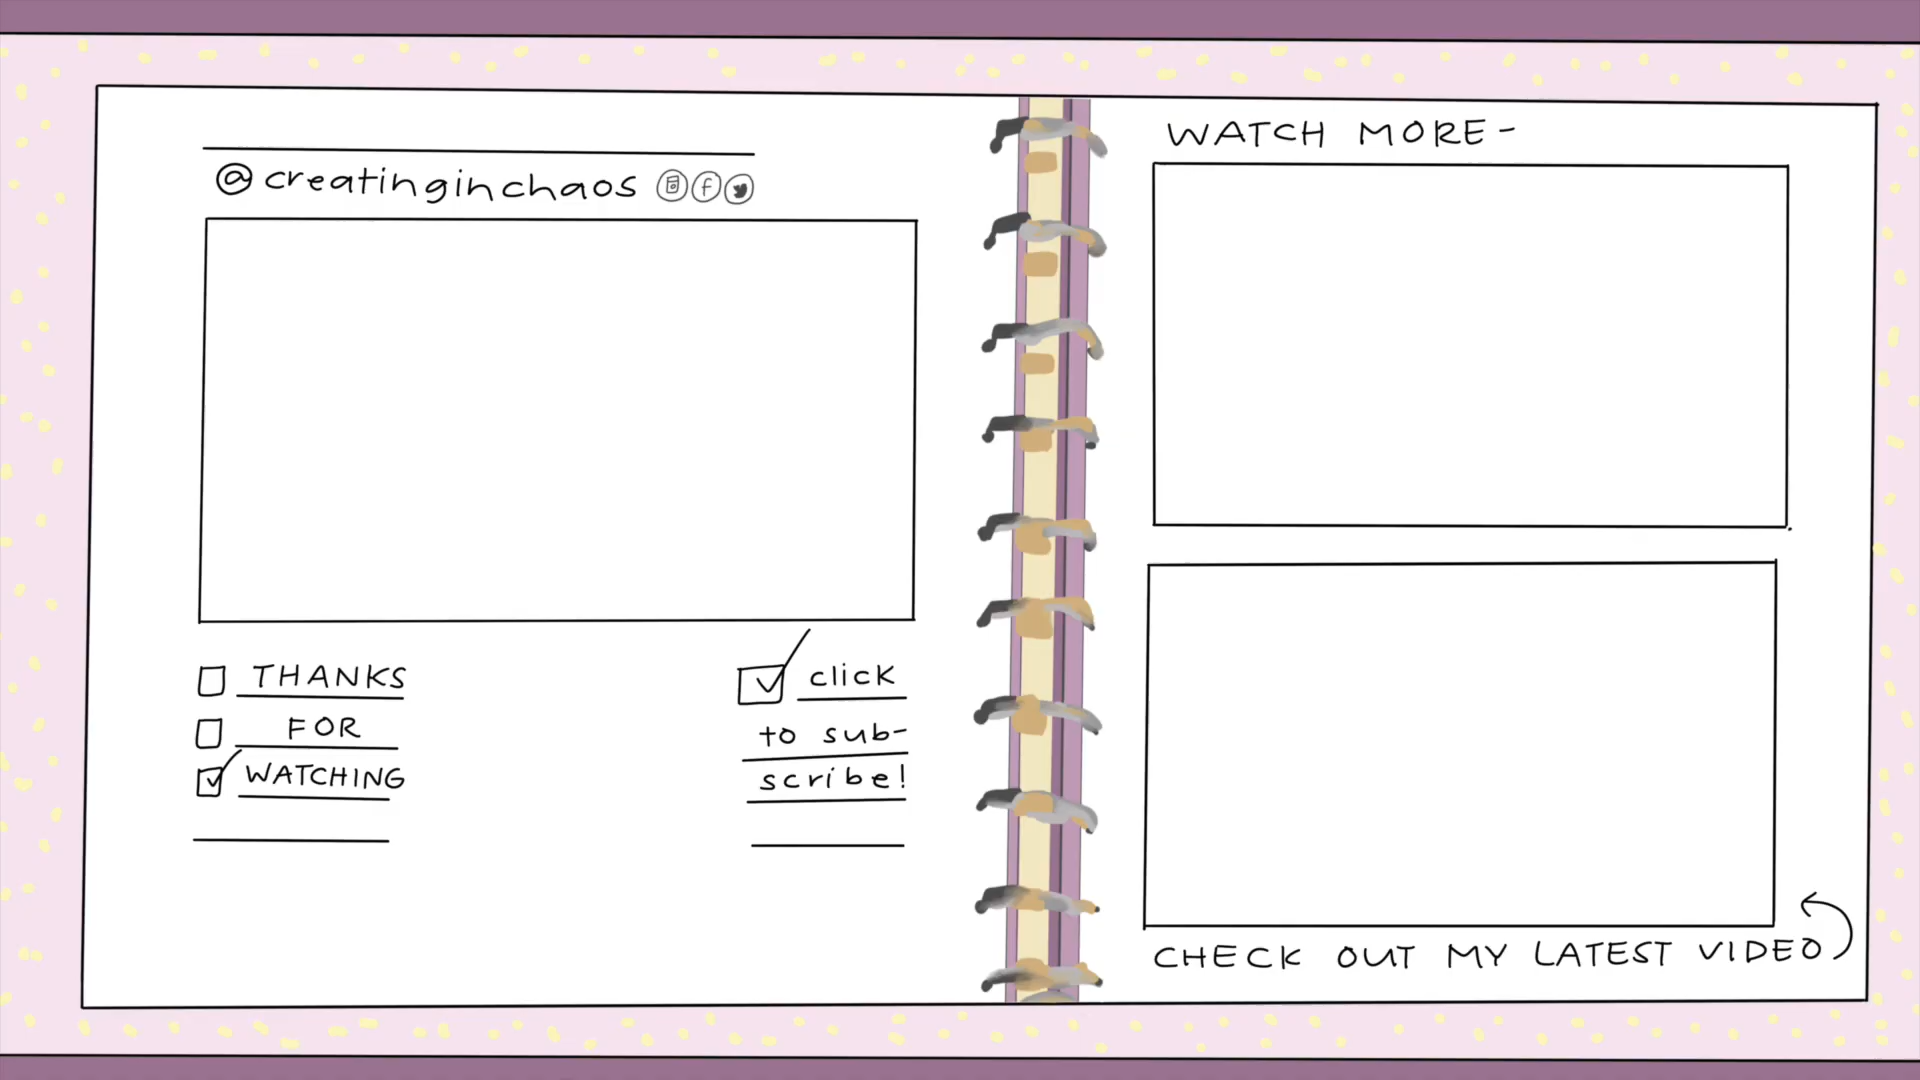 @creatinginchaos
THANKS
FOR
WATCHING
click
to sub-
scribe!
WATCH MORE-
CHECK OUT MY LATEST VIDEO